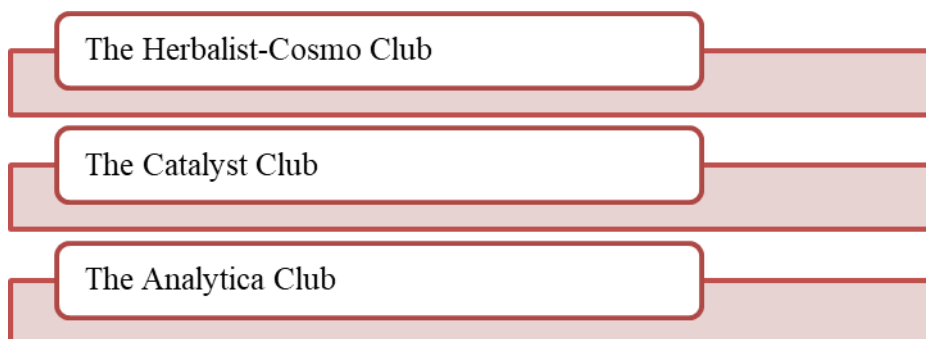 The Herbalist-Cosmo Club
The Catalyst Club
The Analytica Club